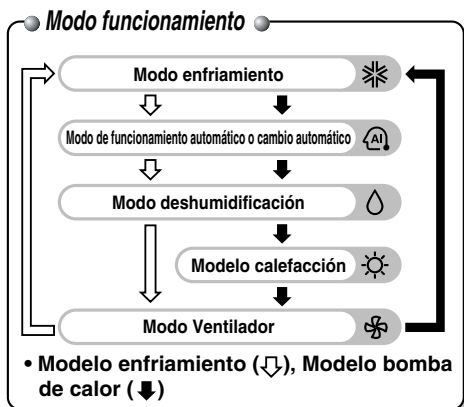 Modo funcionamiento
Modo enfriamiento
Modo de funcionamiento automático o cambio automático
AI
Modo deshumidificación
Modelo calefacción
Modo Ventilador
• Modelo enfriamiento (⇩), Modelo bomba
de calor (⬇)